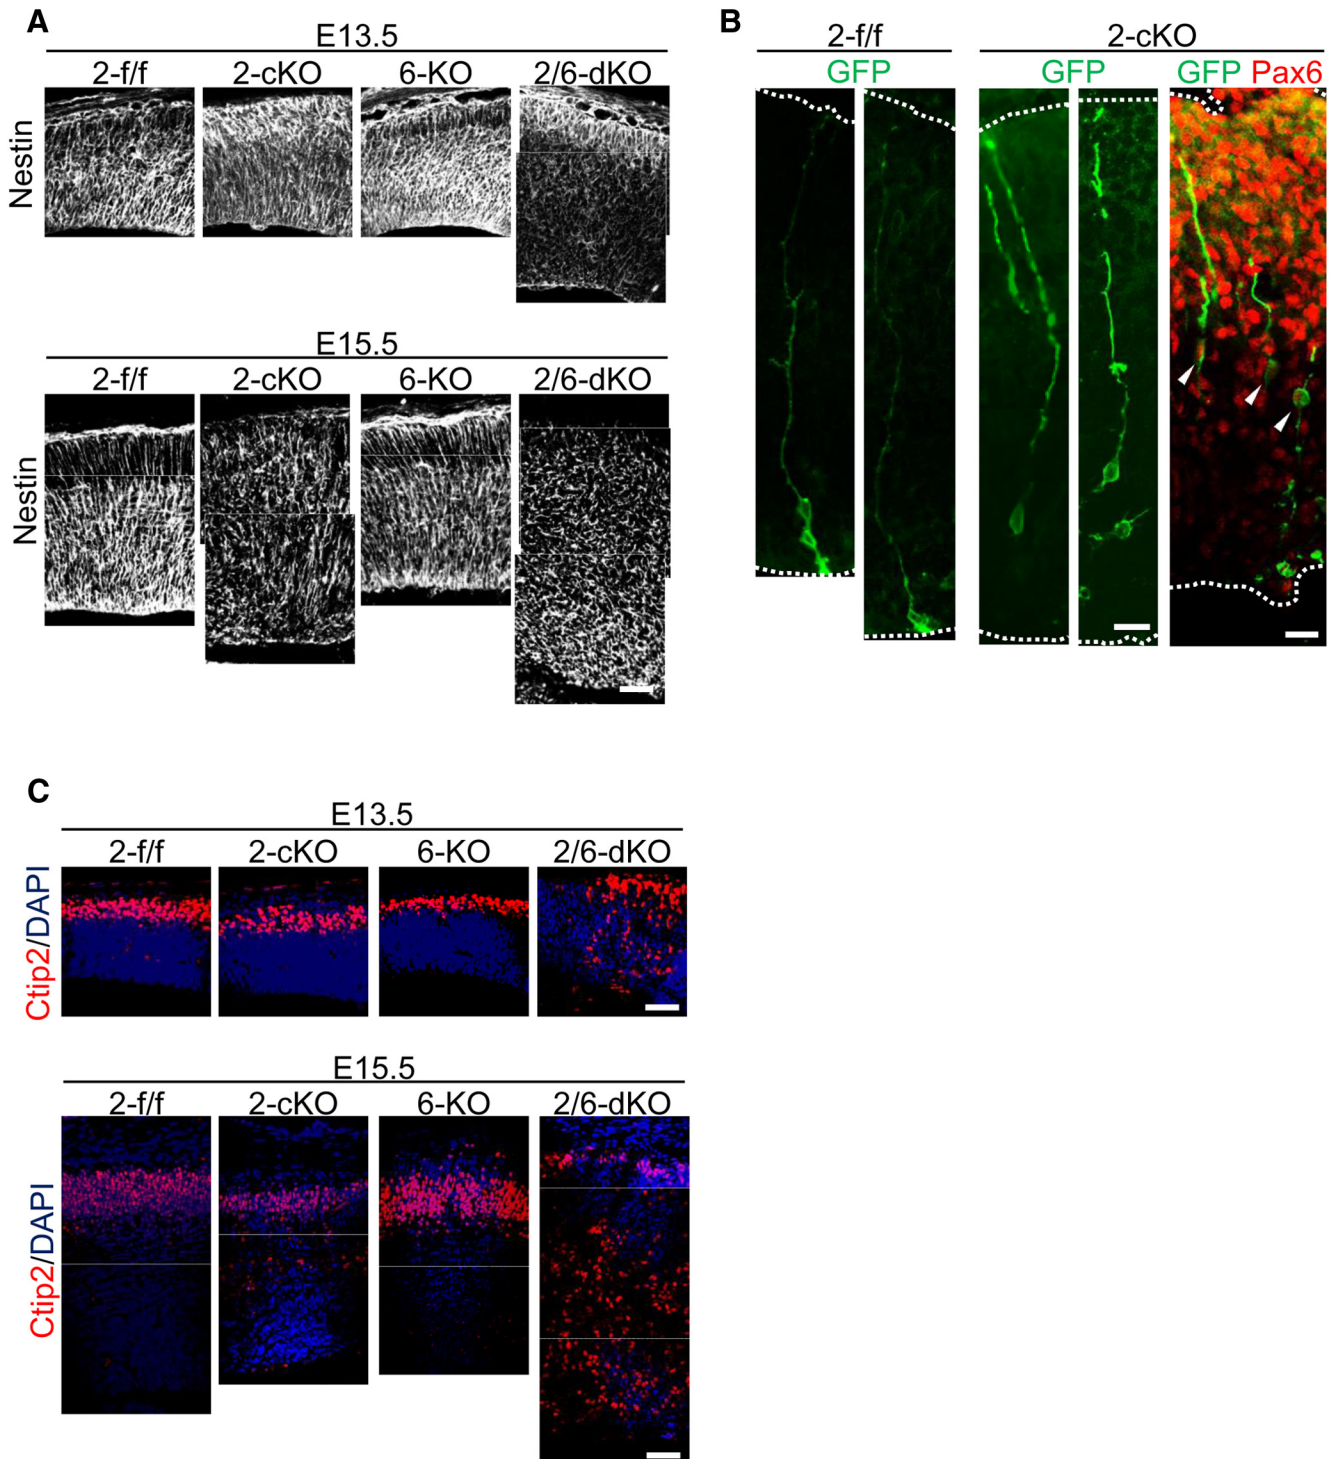 A
E13.5
2-f/f 2-cKO 6-KO 2/6-dKO
Nestin
E15.5
2-f/f 2-cKO 6-KO 2/6-dKO
Nestin
B
2-f/f 2-cKO
GFP GFP GFP Pax6
C
E13.5
2-f/f 2-cKO 6-KO 2/6-dKO
Ctip2/DAPI
E15.5
2-f/f 2-cKO 6-KO 2/6-dKO
Ctip2/DAPI